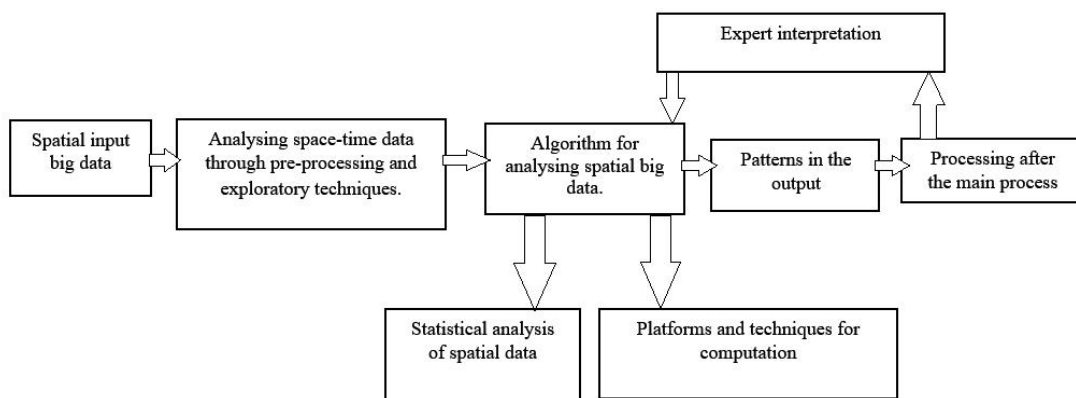 Expert interpretation
Spatial input
big data
Analysing space-time data
through pre-processing and
exploratory techniques.
Algorithm for
analysing spatial big
data.
Patterns in the
output
Processing after
the main process
Statistical analysis
of spatial data
Platforms and techniques for
computation